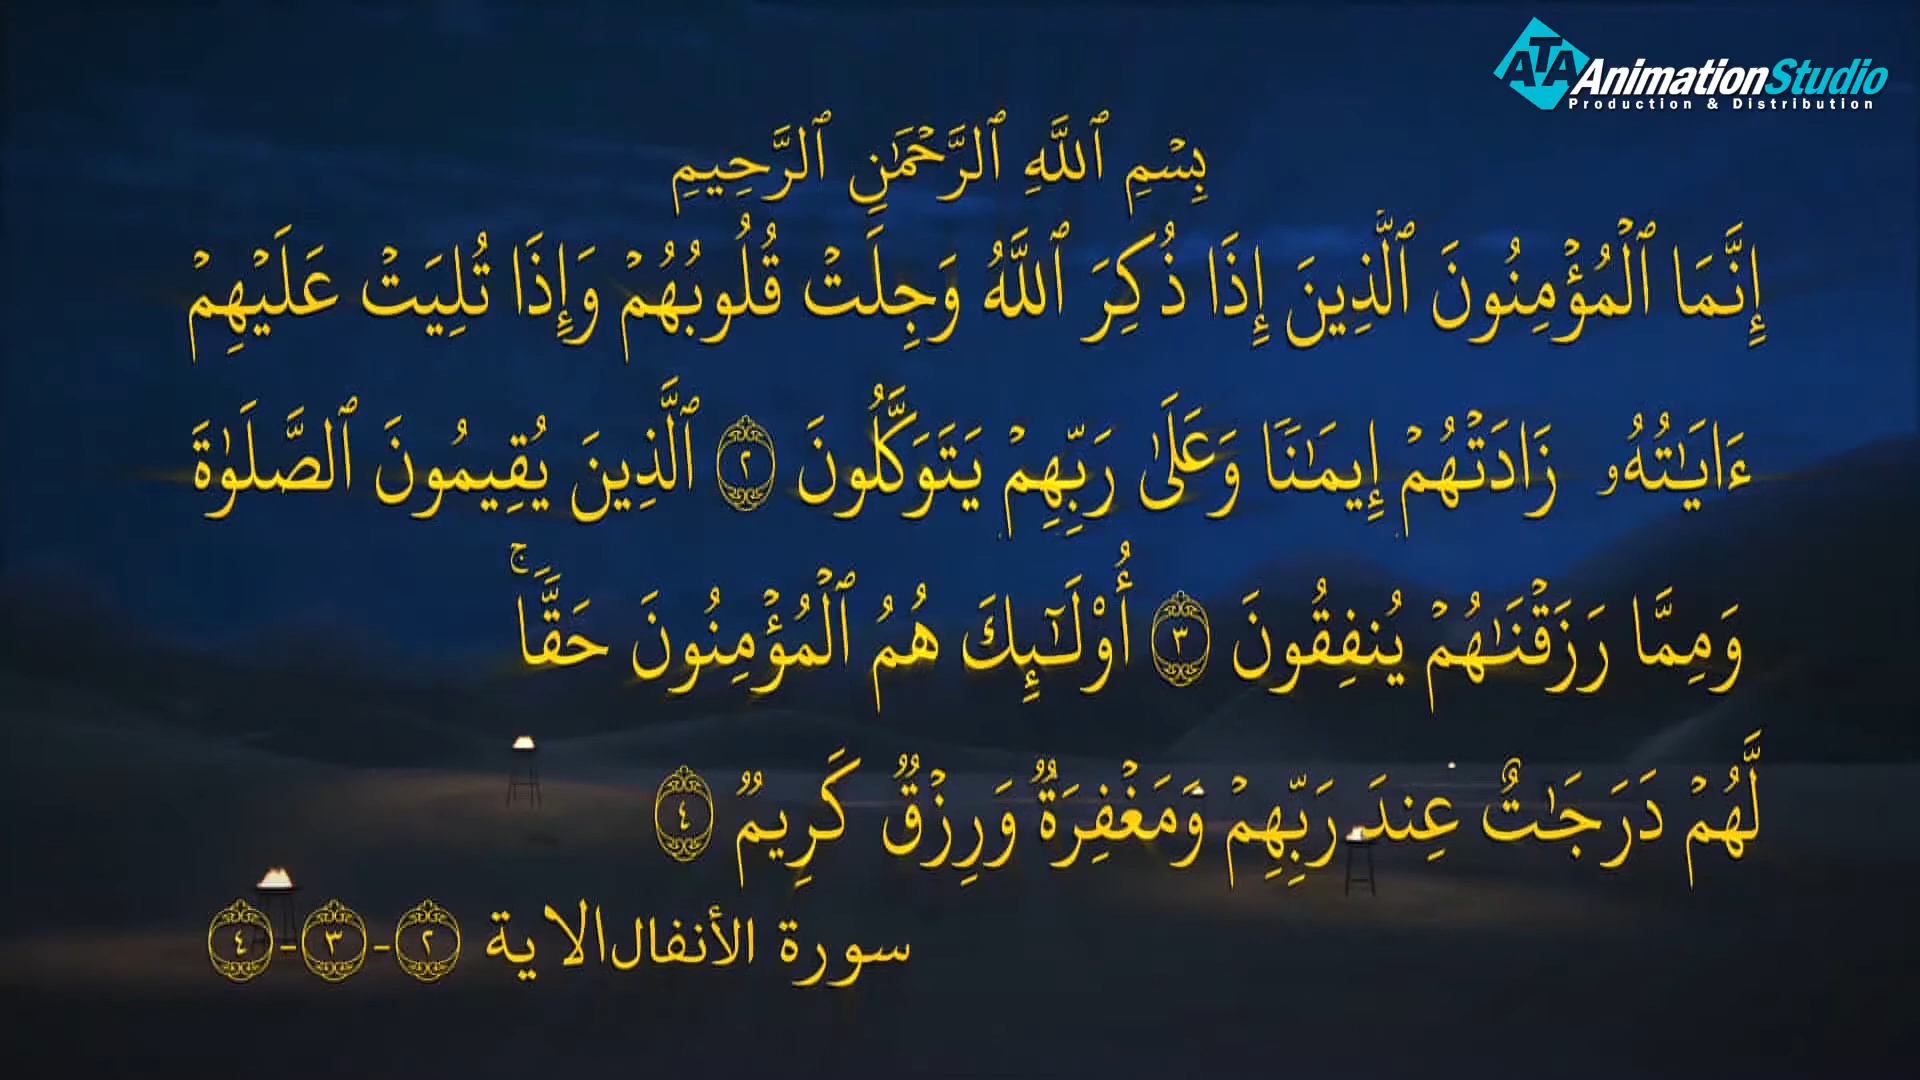 ATA AnimationStudio
Production & Distribution
بِسْمِ ٱللَّهِ ٱلرَّحْمَٰنِ ٱلرَّحِيمِ
إِنَّمَا ٱلْمُؤْمِنُونَ ٱلَّذِينَ إِذَا ذُكِرَ ٱللَّهُ وَجِلَتْ قُلُوبُهُمْ وَإِذَا تُلِيَتْ عَلَيْهِمْ
ءَايَٰتُهُۥ زَادَتْهُمْ إِيمَٰنًا وَعَلَىٰ رَبِّهِمْ يَتَوَكَّلُونَ ٢ ٱلَّذِينَ يُقِيمُونَ ٱلصَّلَوٰةَ
وَمِمَّا رَزَقْنَٰهُمْ يُنفِقُونَ ٣ أُوْلَٰٓئِكَ هُمُ ٱلْمُؤْمِنُونَ حَقًّاۚ
لَّهُمْ دَرَجَٰتٌ عِندَ رَبِّهِمْ وَمَغْفِرَةٌ وَرِزْقٌ كَرِيمٌ ٤
سورة الأنفال الاية ٢-٣-٤